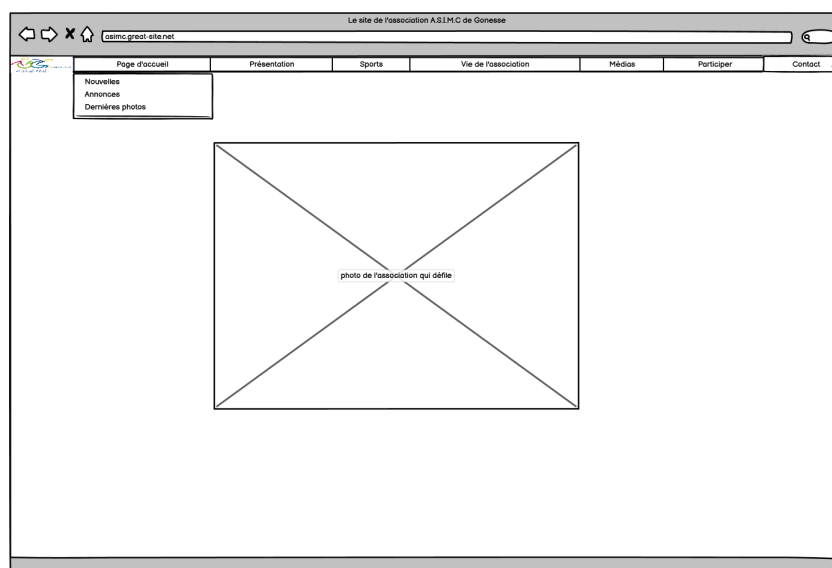 Le site de l'association A.S.I.M.C de Gonesse
asimc.great-site.net
Page d'accueil
Présentation
Sports
Vie de l'association
Médias
Participer
Contact
Nouvelles
Annonces
Dernières photos
photo de l'association qui défile